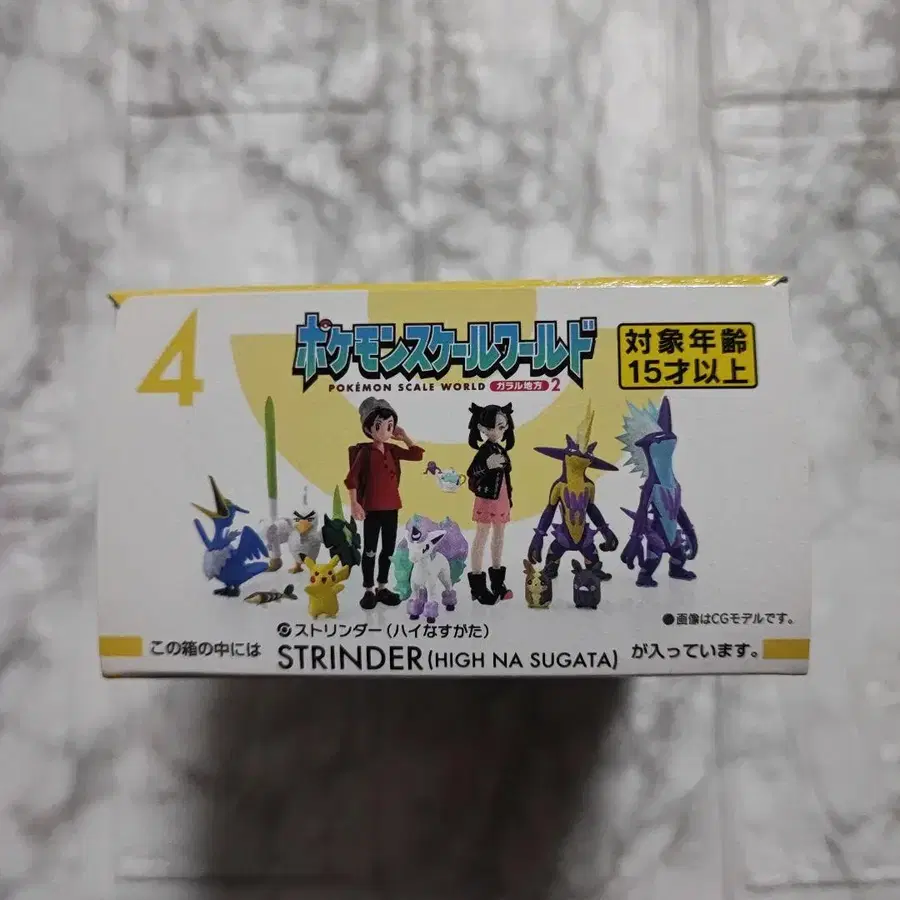 4
ポケモンスケールワールド
POKÉMON SCALE WORLD ガラル地方 2
対象年齢
15才以上
●画像はCGモデルです。
ストリンダー(ハイなすがた)
この箱の中には STRINDER (HIGH NA SUGATA) が入っています。